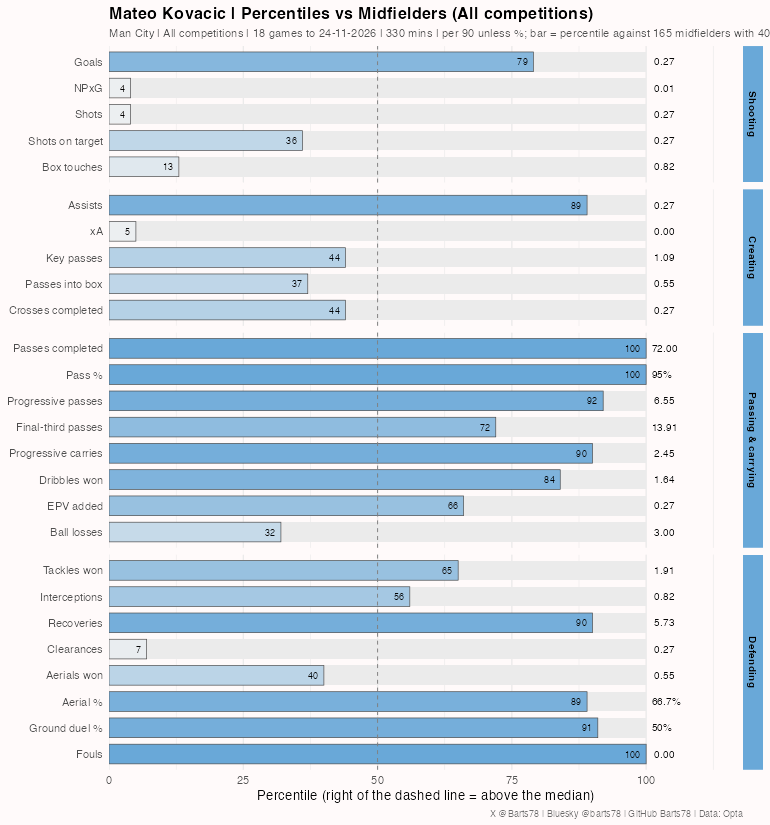 Mateo Kovacic | Percentiles vs Midfielders (All competitions)
Man City | All competitions | 18 games to 24-11-2026 | 330 mins | per 90 unless %; bar = percentile against 165 midfielders with 40
Goals 79 0.27
NPxG 4 0.01
Shots 4 0.27
Shots on target 36 0.27
Box touches 13 0.82
Shooting
Assists 89 0.27
xA 5 0.00
Key passes 44 1.09
Passes into box 37 0.55
Crosses completed 44 0.27
Creating
Passes completed 100 72.00
Pass % 100 95%
Progressive passes 92 6.55
Final-third passes 72 13.91
Progressive carries 90 2.45
Dribbles won 84 1.64
EPV added 66 0.27
Ball losses 32 3.00
Passing & carrying
Tackles won 65 1.91
Interceptions 56 0.82
Recoveries 90 5.73
Clearances 7 0.27
Aerials won 40 0.55
Aerial % 89 66.7%
Ground duel % 91 50%
Fouls 100 0.00
Defending
0 25 50 75 100
Percentile (right of the dashed line = above the median)
X @Barts78 | Bluesky @barts78 | GitHub Barts78 | Data: Opta